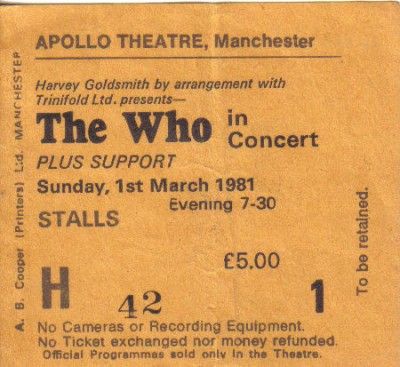 APOLLO THEATRE, Manchester
Harvey Goldsmith by arrangement with
Trinifold Ltd. presents—
The Who in
Concert
PLUS SUPPORT
Sunday, 1st March 1981
Evening 7-30
STALLS
£5.00
H 42 1
No Cameras or Recording Equipment.
No Ticket exchanged nor money refunded.
Official Programmes sold only in the Theatre.
A. B. Cooper (Printers) Ltd. MANCHESTER
To be retained.